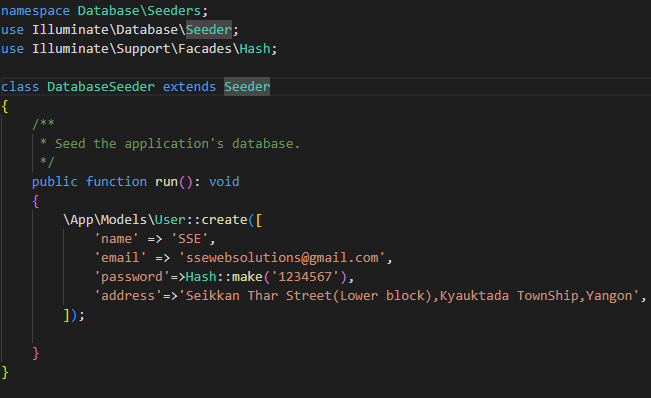 namespace Database\Seeders;
use Illuminate\Database\Seeder;
use Illuminate\Support\Facades\Hash;
class DatabaseSeeder extends Seeder
{
/**
* Seed the application's database.
*/
public function run(): void
{
\App\Models\User::create([
'name' => 'SSE',
'email' => 'ssewebsolutions@gmail.com',
'password'=>Hash::make('1234567'),
'address'=>'Seikkan Thar Street(Lower block),Kyauktada TownShip,Yangon',
]);
}
}